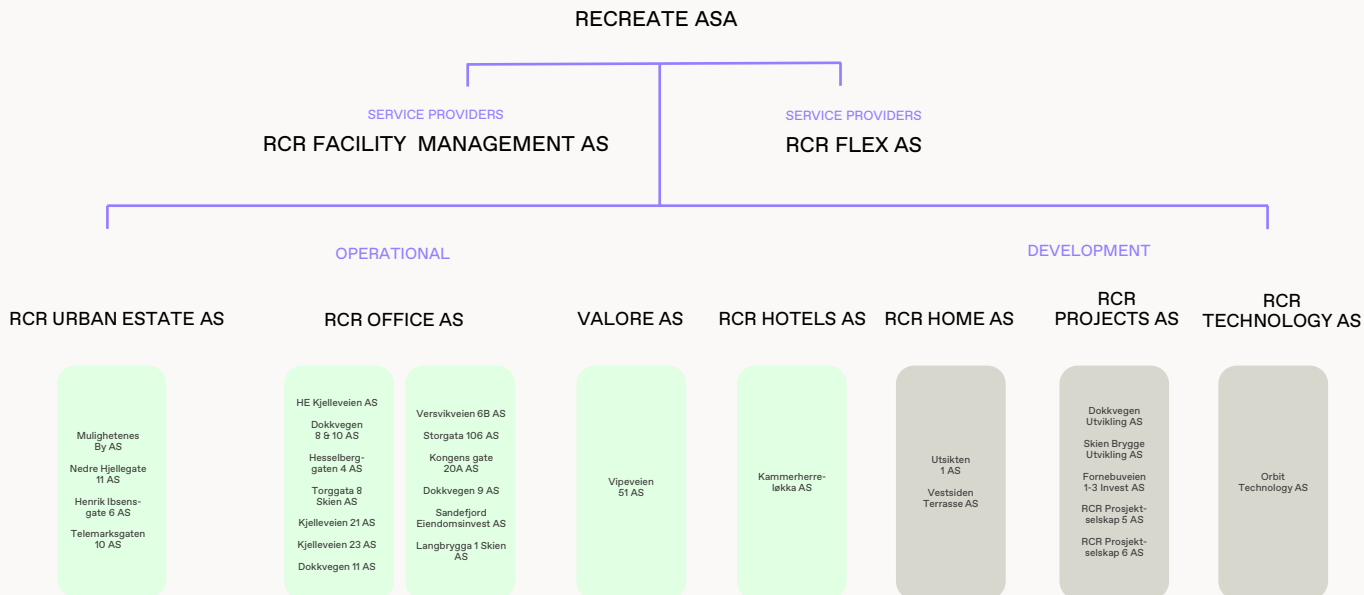 RECREATE ASA
SERVICE PROVIDERS
RCR FACILITY MANAGEMENT AS
SERVICE PROVIDERS
RCR FLEX AS
OPERATIONAL
DEVELOPMENT
RCR URBAN ESTATE AS
RCR OFFICE AS
VALORE AS
RCR HOTELS AS
RCR HOME AS
RCR
PROJECTS AS
RCR
TECHNOLOGY AS
Mulighetenes
By AS
Nedre Hjellegate
11 AS
Henrik Ibsens-
gate 6 AS
Telemarksgaten
10 AS
HE Kjelleveien AS
Dokkvegen
8 & 10 AS
Hesselberg-
gaten 4 AS
Torggata 8
Skien AS
Kjelleveien 21 AS
Kjelleveien 23 AS
Dokkvegen 11 AS
Versvikveien 6B AS
Storgata 106 AS
Kongens gate
20A AS
Dokkvegen 9 AS
Sandefjord
Eiendomsinvest AS
Langbrygga 1 Skien
AS
Vipeveien
51 AS
Kammerherre-
løkka AS
Utsikten
1 AS
Vestsiden
Terrasse AS
Dokkvegen
Utvikling AS
Skien Brygge
Utvikling AS
Fornebuveien
1-3 Invest AS
RCR Prosjekt-
selskap 5 AS
RCR Prosjekt-
selskap 6 AS
Orbit
Technology AS